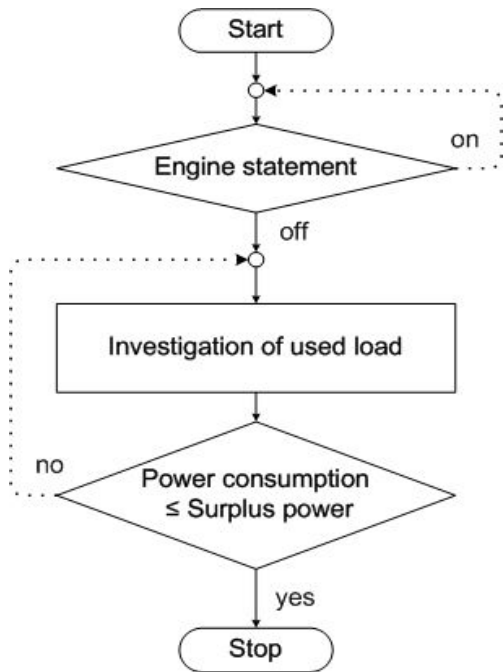 Start
on
Engine statement
off
Investigation of used load
no
Power consumption
≤ Surplus power
yes
Stop